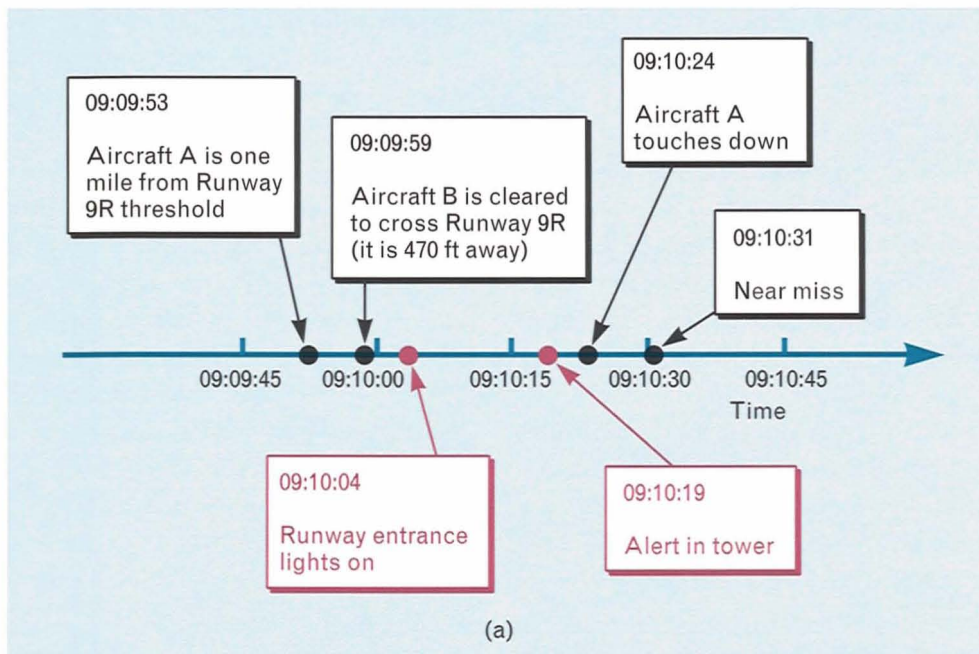 09:09:53
Aircraft A is one
mile from Runway
9R threshold
09:09:59
Aircraft B is cleared
to cross Runway 9R
(it is 470 ft away)
09:10:24
Aircraft A
touches down
09:10:31
Near miss
09:09:45
09:10:00
09:10:15
09:10:30
09:10:45
Time
09:10:04
Runway entrance
lights on
09:10:19
Alert in tower
(a)